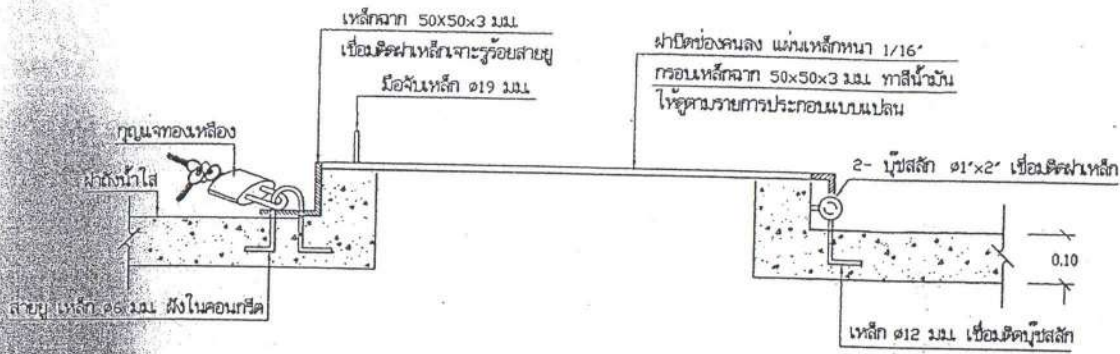 เหล็กฉาก 50X50x3 มม.
เชื่อมติดฝาเหล็กเจาะรูร้อยสายยู
มือจับเหล็ก ø19 มม.
ฝาปิดช่องคนลง แผ่นเหล็กหนา 1/16"
กรอบเหล็กฉาก 50x50x3 มม. ทาสีน้ำมัน
ให้ดูตามรายการประกอบแบบแปลน
กุญแจทองเหลือง
ฝาถังน้ำใส
2- บุ๊ชสลัก ø1"x2" เชื่อมติดฝาเหล็ก
0.10
สายยู เหล็ก ø6 มม. ฝังในคอนกรีต
เหล็ก ø12 มม. เชื่อมติดบุ๊ชสลัก